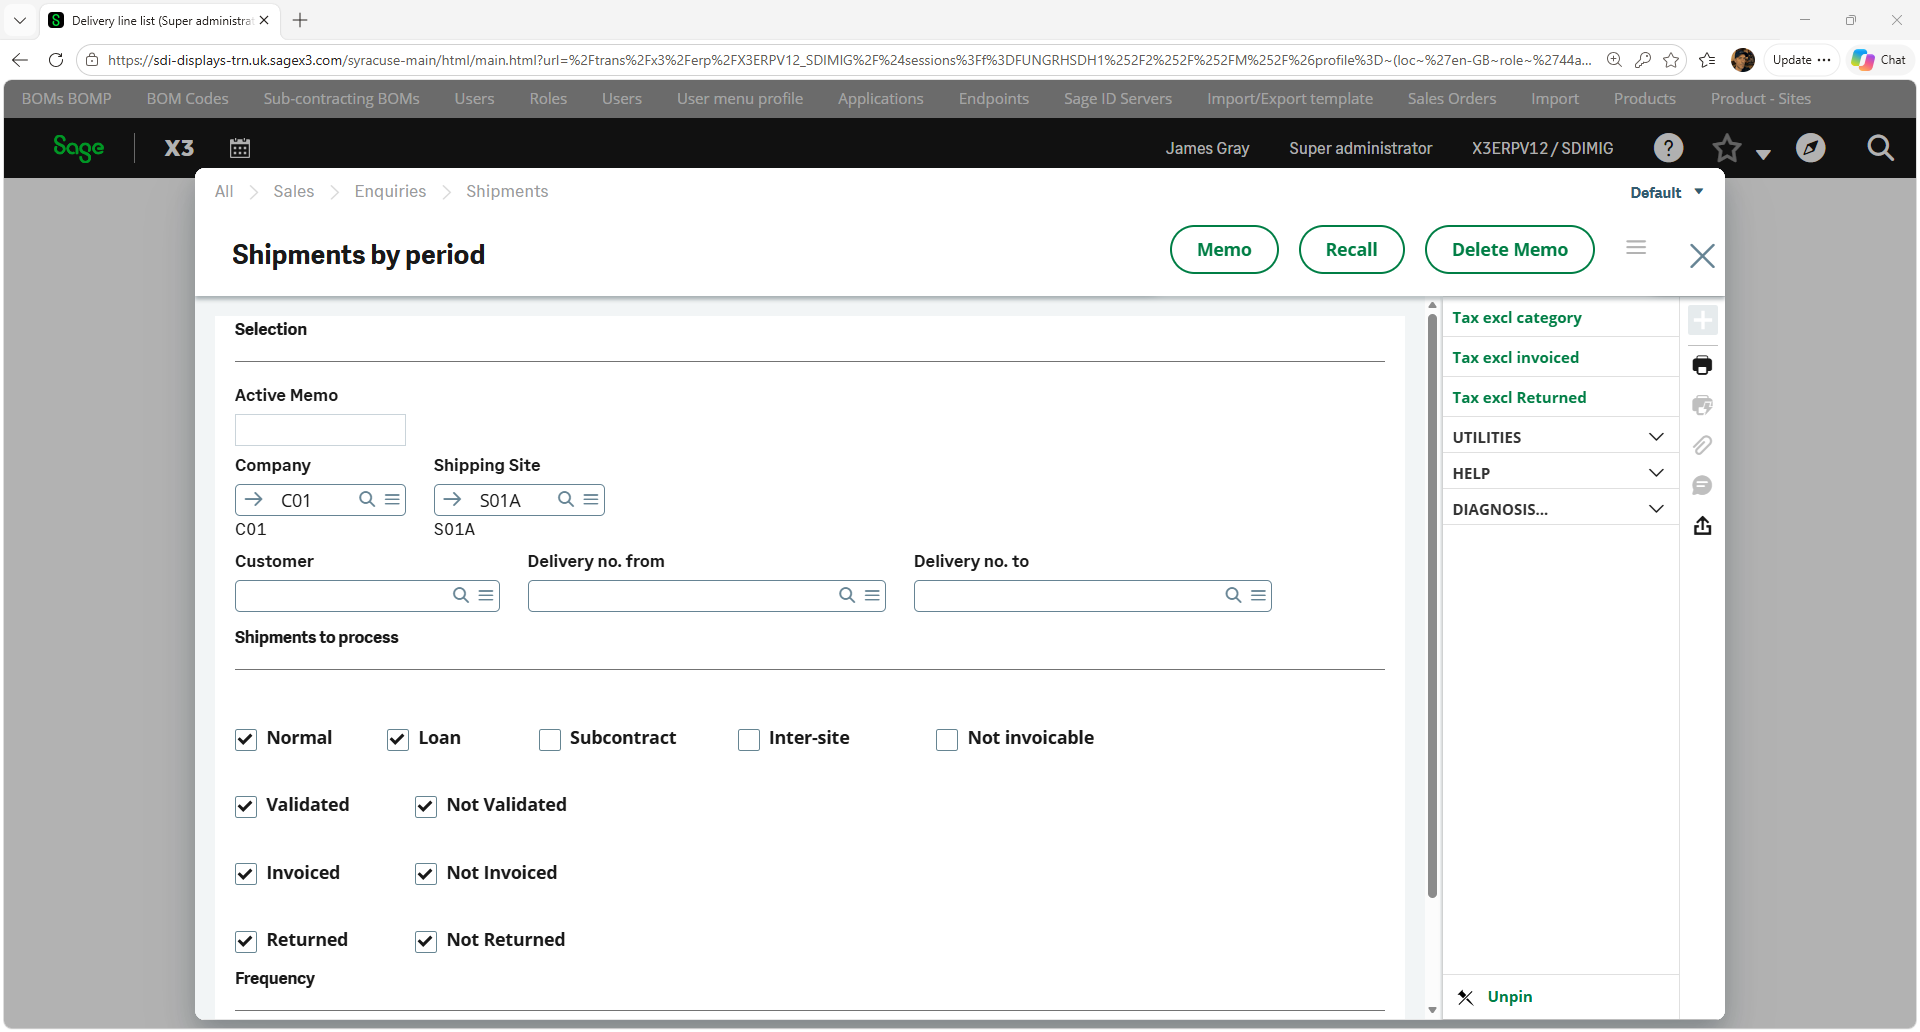 Delivery line list (Super administra
https://sdi-displays-trn.uk.sagex3.com/syracuse-main/html/main.html?url=%2Ftrans%2Fx3%2Ferp%2FX3ERPV12_SDIMIG%2F%24sessions%3Ff%3DFUNGRHSDH1%252F2%252F%252FM%252F%26profile%3D~(loc~%27en-GB~role~%2744a... Update Chat
BOMs BOMP BOM Codes Sub-contracting BOMs Users Roles Users User menu profile Applications Endpoints Sage ID Servers Import/Export template Sales Orders Import Products Product - Sites
Sage X3 James Gray Super administrator X3ERPV12 / SDIMIG
All Sales Enquiries Shipments Default
Shipments by period Memo Recall Delete Memo
Selection
Active Memo
Company Shipping Site
C01 S01A
C01 S01A
Customer Delivery no. from Delivery no. to
Shipments to process
Normal Loan Subcontract Inter-site Not invoicable
Validated Not Validated
Invoiced Not Invoiced
Returned Not Returned
Frequency
Tax excl category
Tax excl invoiced
Tax excl Returned
UTILITIES
HELP
DIAGNOSIS...
Unpin